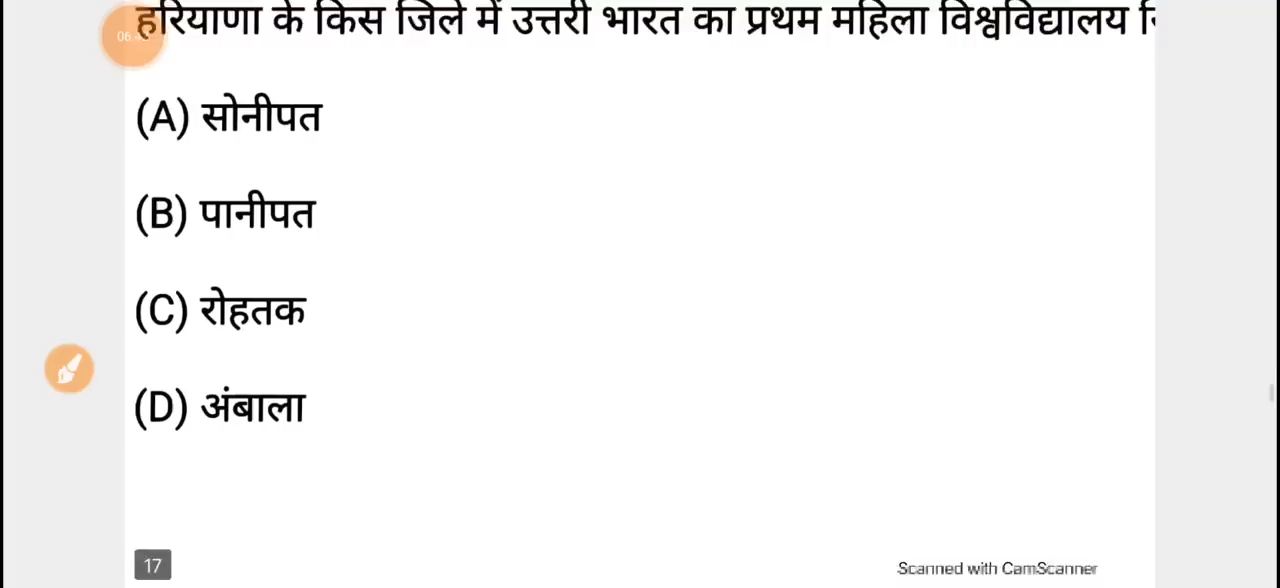 हरियाणा के किस जिले में उत्तरी भारत का प्रथम महिला विश्वविद्यालय
(A) सोनीपत
(B) पानीपत
(C) रोहतक
(D) अंबाला
17
Scanned with CamScanner